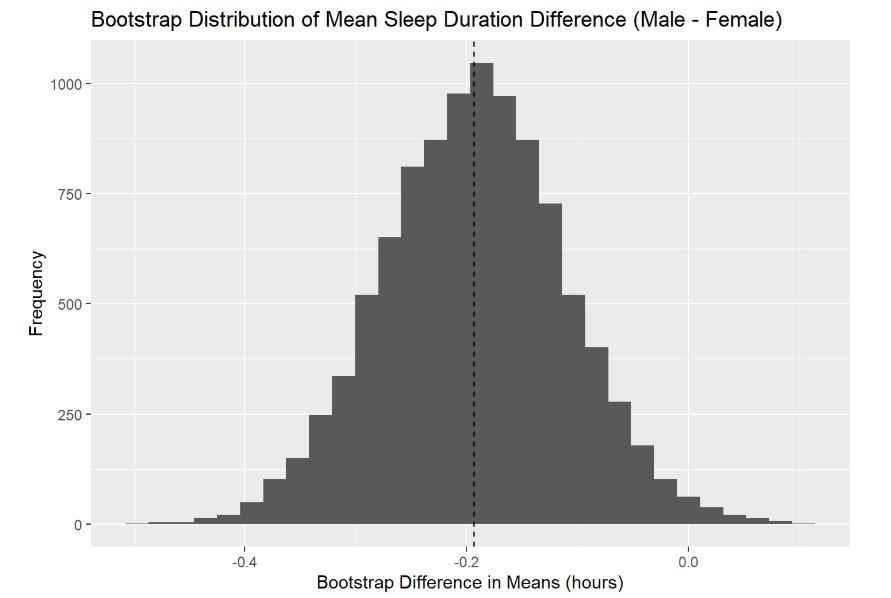 Bootstrap Distribution of Mean Sleep Duration Difference (Male - Female)
1000
750
500
250
0
Frequency
-0.4
-0.2
0.0
Bootstrap Difference in Means (hours)